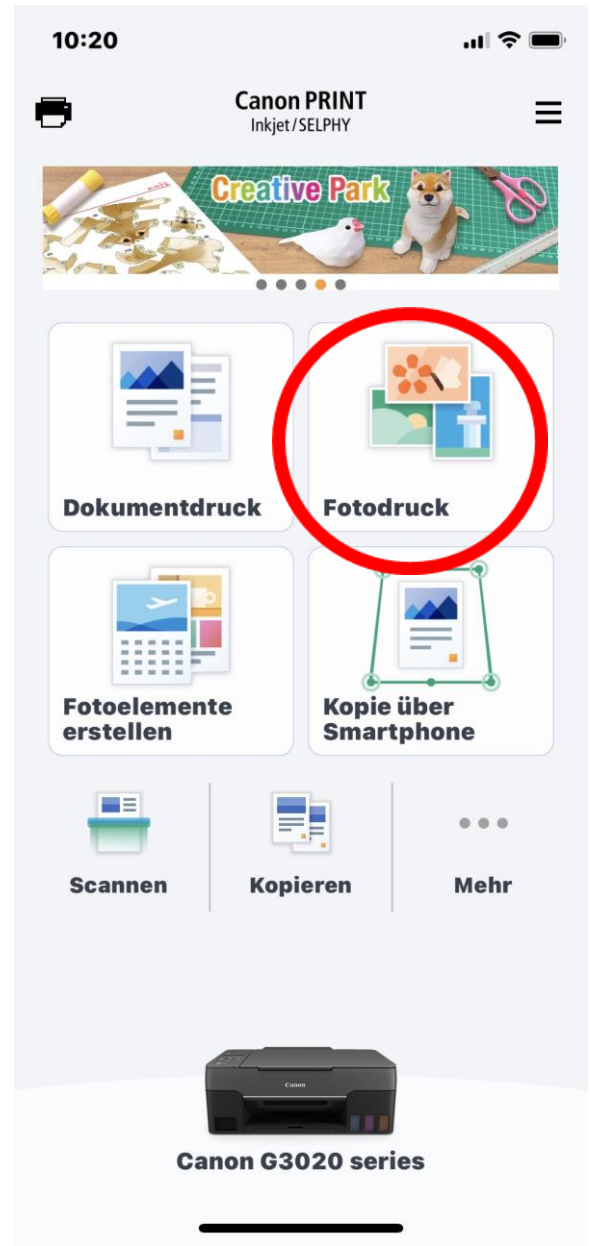 10:20
Canon PRINT
Inkjet/SELPHY
Creative Park
Dokumentdruck
Fotodruck
Fotoelemente
erstellen
Kopie über
Smartphone
Scannen
Kopieren
Mehr
Canon
Canon G3020 series